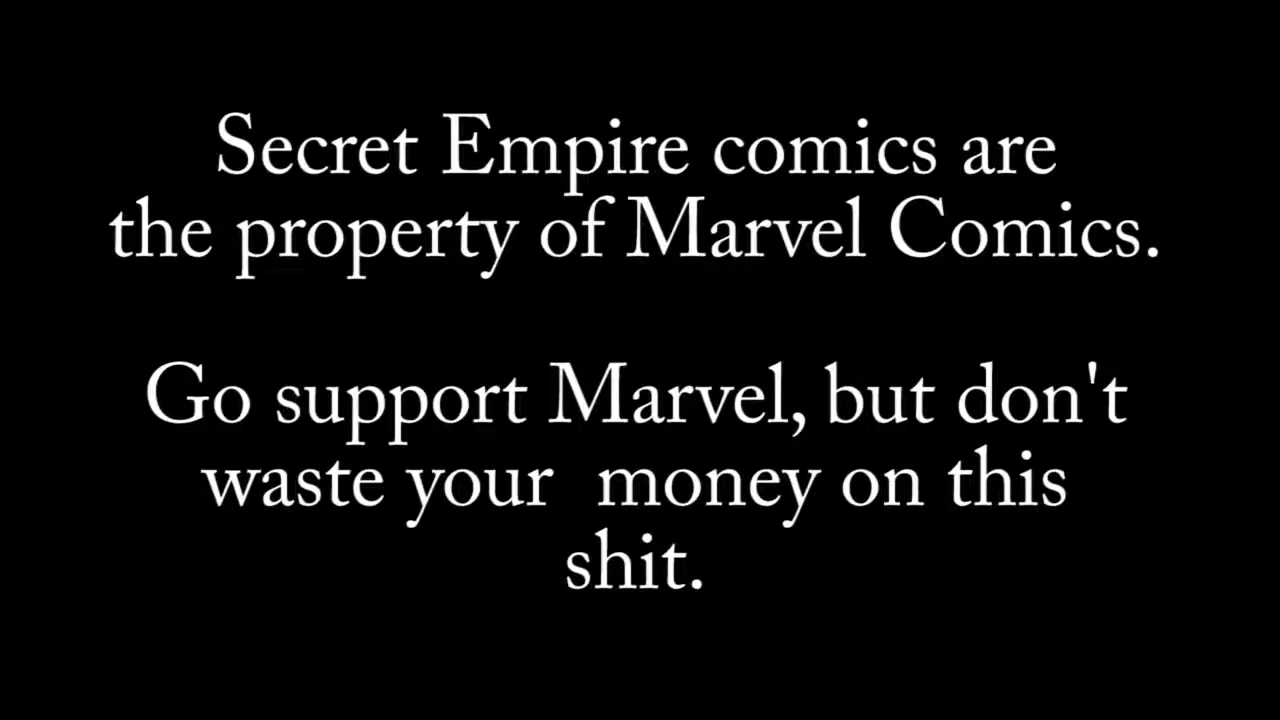 Secret Empire comics are
the property of Marvel Comics.
Go support Marvel, but don't
waste your  money on this
shit.